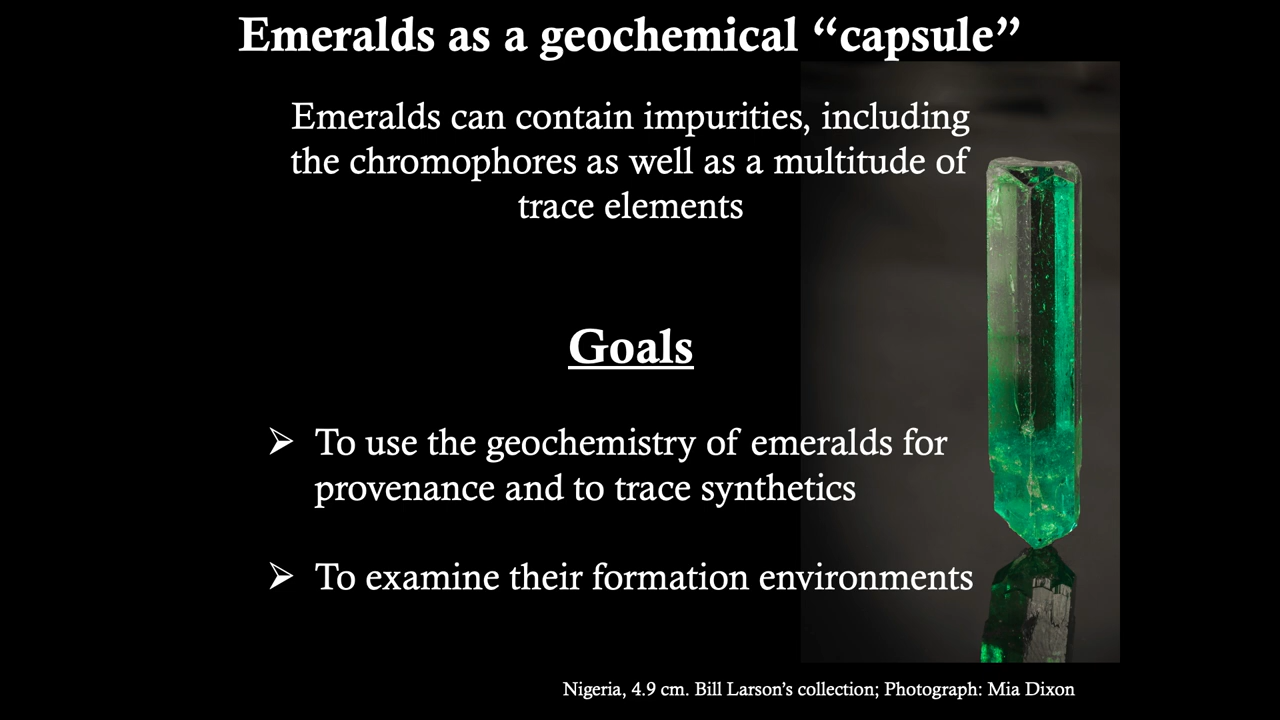 Emeralds as a geochemical “capsule”
Emeralds can contain impurities, including
the chromophores as well as a multitude of
trace elements
Goals
➢ To use the geochemistry of emeralds for
provenance and to trace synthetics
➢ To examine their formation environments
Nigeria, 4.9 cm. Bill Larson’s collection; Photograph: Mia Dixon